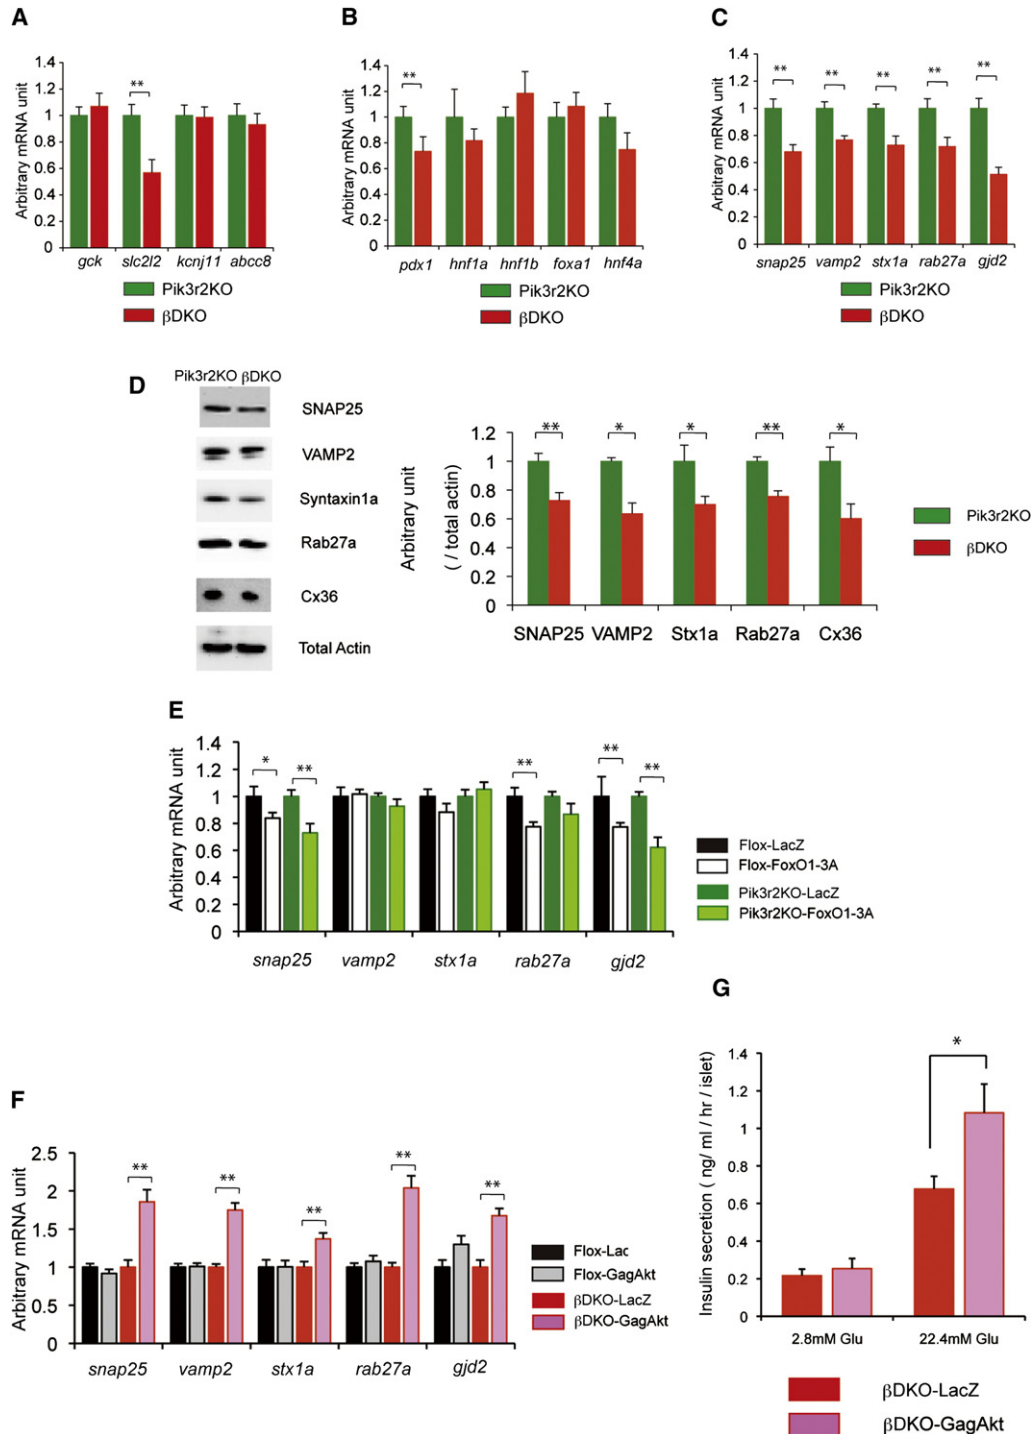 A
Arbitrary mRNA unit
1.4
1.2
1
0.8
0.6
0.4
0.2
0
**
gck slc2l2 kcnj11 abcc8
Pik3r2KO
βDKO
B
Arbitrary mRNA unit
1.4
1.2
1
0.8
0.6
0.4
0.2
0
**
pdx1 hnf1a hnf1b foxa1 hnf4a
Pik3r2KO
βDKO
C
Arbitrary mRNA unit
1.4
1.2
1
0.8
0.6
0.4
0.2
0
** ** ** ** **
snap25 vamp2 stx1a rab27a gjd2
Pik3r2KO
βDKO
D
Pik3r2KO βDKO
SNAP25
VAMP2
Syntaxin1a
Rab27a
Cx36
Total Actin
Arbitrary unit
( / total actin)
1.2
1
0.8
0.6
0.4
0.2
0
** * * ** *
SNAP25 VAMP2 Stx1a Rab27a Cx36
Pik3r2KO
βDKO
E
Arbitrary mRNA unit
1.4
1.2
1
0.8
0.6
0.4
0.2
0
* ** ** ** **
snap25 vamp2 stx1a rab27a gjd2
Flox-LacZ
Flox-FoxO1-3A
Pik3r2KO-LacZ
Pik3r2KO-FoxO1-3A
F
Arbitrary mRNA unit
2.5
2
1.5
1
0.5
0
** ** ** ** **
snap25 vamp2 stx1a rab27a gjd2
Flox-Lac
Flox-GagAkt
βDKO-LacZ
βDKO-GagAkt
G
Insulin secretion ( ng/ ml / hr / islet)
1.4
1.2
1
0.8
0.6
0.4
0.2
0
*
2.8mM Glu 22.4mM Glu
βDKO-LacZ
βDKO-GagAkt